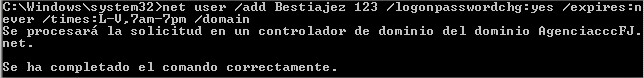 C:\Windows\system32>net user /add Bestiajez 123 /logonpasswordchg:yes /expires:n
ever /times:L-V,7am-7pm /domain
Se procesará la solicitud en un controlador de dominio del dominio AgenciacccFJ.
net.
Se ha completado el comando correctamente.